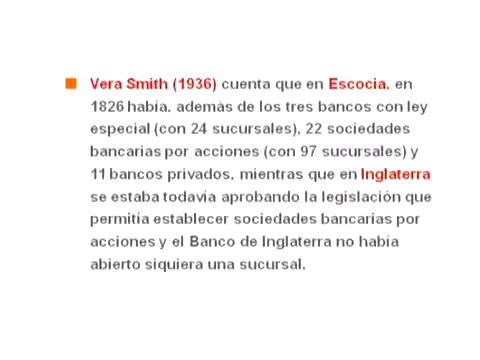 Vera Smith (1936) cuenta que en Escocia, en
1826 había, además de los tres bancos con ley
especial (con 24 sucursales), 22 sociedades
bancarias por acciones (con 97 sucursales) y
11 bancos privados, mientras que en Inglaterra
se estaba todavía aprobando la legislación que
permitía establecer sociedades bancarias por
acciones y el Banco de Inglaterra no había
abierto siquiera una sucursal.